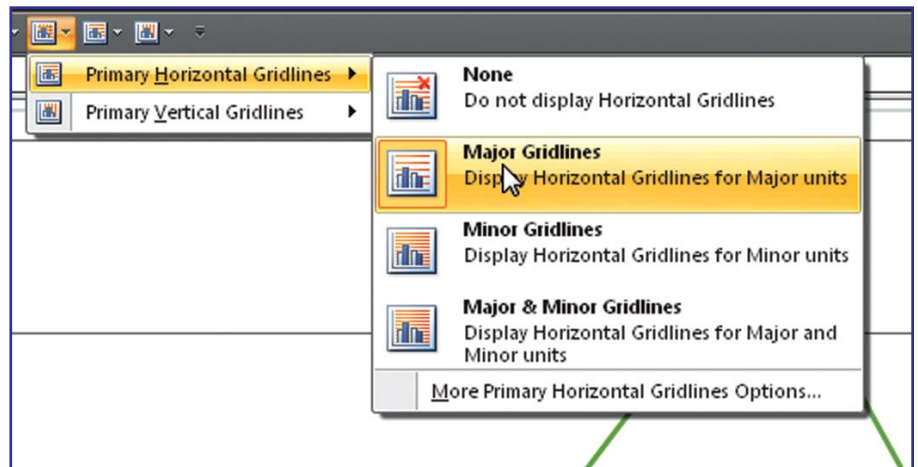 Primary Horizontal Gridlines
Primary Vertical Gridlines
None
Do not display Horizontal Gridlines
Major Gridlines
Display Horizontal Gridlines for Major units
Minor Gridlines
Display Horizontal Gridlines for Minor units
Major & Minor Gridlines
Display Horizontal Gridlines for Major and
Minor units
More Primary Horizontal Gridlines Options...